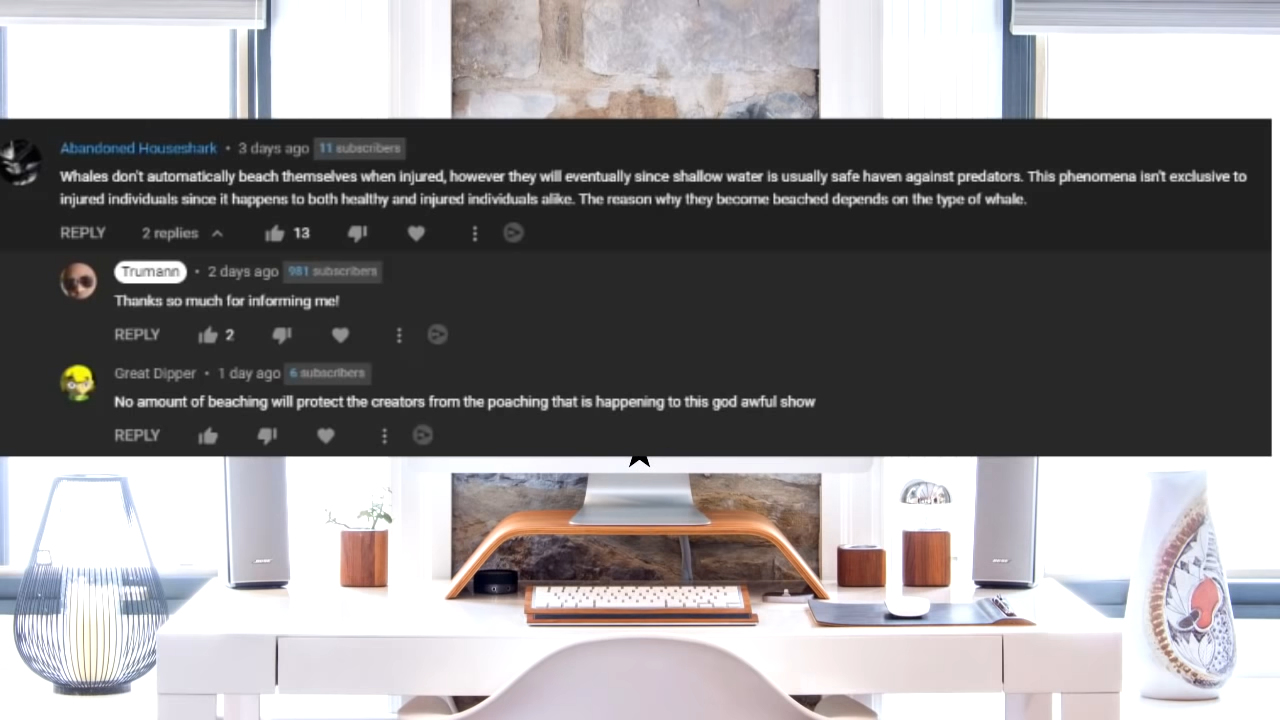 Abandoned Houseshark • 3 days ago 11 subscribers
Whales don't automatically beach themselves when injured, however they will eventually since shallow water is usually safe haven against predators. This phenomena isn't exclusive to
injured individuals since it happens to both healthy and injured individuals alike. The reason why they become beached depends on the type of whale.
REPLY 2 replies 13
Trumann • 2 days ago 981 subscribers
Thanks so much for informing me!
REPLY 2
Great Dipper • 1 day ago 6 subscribers
No amount of beaching will protect the creators from the poaching that is happening to this god awful show
REPLY